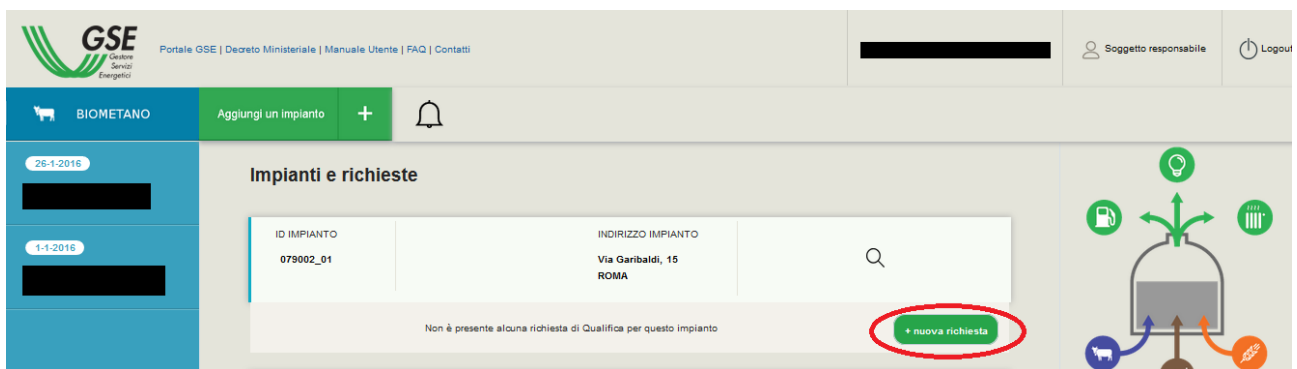 GSE
Gestore
Servizi
Energetici
Portale GSE | Decreto Ministeriale | Manuale Utente | FAQ | Contatti
Soggetto responsabile
Logout
BIOMETANO
Aggiungi un impianto +
26-1-2016
1-1-2016
Impianti e richieste
ID IMPIANTO
079002_01
INDIRIZZO IMPIANTO
Via Garibaldi, 15
ROMA
Non è presente alcuna richiesta di Qualifica per questo impianto
+ nuova richiesta